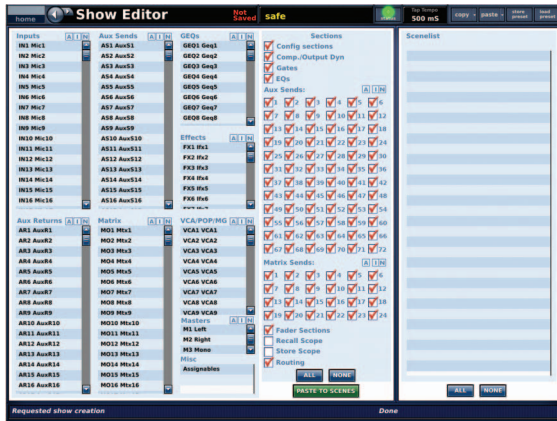 home
Show Editor
Not Saved
safe
Tap Tempo
500 mS
copy
paste
store preset
load preset
Inputs A I N
IN1 Mic1
IN2 Mic2
IN3 Mic3
IN4 Mic4
IN5 Mic5
IN6 Mic6
IN7 Mic7
IN8 Mic8
IN9 Mic9
IN10 Mic10
IN11 Mic11
IN12 Mic12
IN13 Mic13
IN14 Mic14
IN15 Mic15
IN16 Mic16
Aux Sends A I N
AS1 AuxS1
AS2 AuxS2
AS3 AuxS3
AS4 AuxS4
AS5 AuxS5
AS6 AuxS6
AS7 AuxS7
AS8 AuxS8
AS9 AuxS9
AS10 AuxS10
AS11 AuxS11
AS12 AuxS12
AS13 AuxS13
AS14 AuxS14
AS15 AuxS15
AS16 AuxS16
GEQs A I N
GEQ1 Geq1
GEQ2 Geq2
GEQ3 Geq3
GEQ4 Geq4
GEQ5 Geq5
GEQ6 Geq6
GEQ7 Geq7
GEQ8 Geq8
Effects A I N
FX1 Ifx1
FX2 Ifx2
FX3 Ifx3
FX4 Ifx4
FX5 Ifx5
FX6 Ifx6
Aux Returns A I N
AR1 AuxR1
AR2 AuxR2
AR3 AuxR3
AR4 AuxR4
AR5 AuxR5
AR6 AuxR6
AR7 AuxR7
AR8 AuxR8
AR9 AuxR9
AR10 AuxR10
AR11 AuxR11
AR12 AuxR12
AR13 AuxR13
AR14 AuxR14
AR15 AuxR15
AR16 AuxR16
Matrix A I N
MO1 Mtx1
MO2 Mtx2
MO3 Mtx3
MO4 Mtx4
MO5 Mtx5
MO6 Mtx6
MO7 Mtx7
MO8 Mtx8
MO9 Mtx9
MO10 Mtx10
MO11 Mtx11
MO12 Mtx12
MO13 Mtx13
MO14 Mtx14
MO15 Mtx15
MO16 Mtx16
VCA/POP/MG A I N
VCA1 VCA1
VCA2 VCA2
VCA3 VCA3
VCA4 VCA4
VCA5 VCA5
VCA6 VCA6
VCA7 VCA7
VCA8 VCA8
VCA9 VCA9
Masters A I N
M1 Left
M2 Right
M3 Mono
Misc
Assignables
Sections
Config sections
Comp./Output Dyn
Gates
EQs
Aux Sends: A I N
1 2 3 4 5 6
7 8 9 10 11 12
13 14 15 16 17 18
19 20 21 22 23 24
25 26 27 28 29 30
31 32 33 34 35 36
37 38 39 40 41 42
43 44 45 46 47 48
49 50 51 52 53 54
55 56 57 58 59 60
61 62 63 64 65 66
67 68 69 70 71 72
Matrix Sends: A I N
1 2 3 4 5 6
7 8 9 10 11 12
13 14 15 16 17 18
19 20 21 22 23 24
Fader Sections
Recall Scope
Store Scope
Routing
ALL NONE
PASTE TO SCENES
Scenelist
ALL NONE
Requested show creation
Done